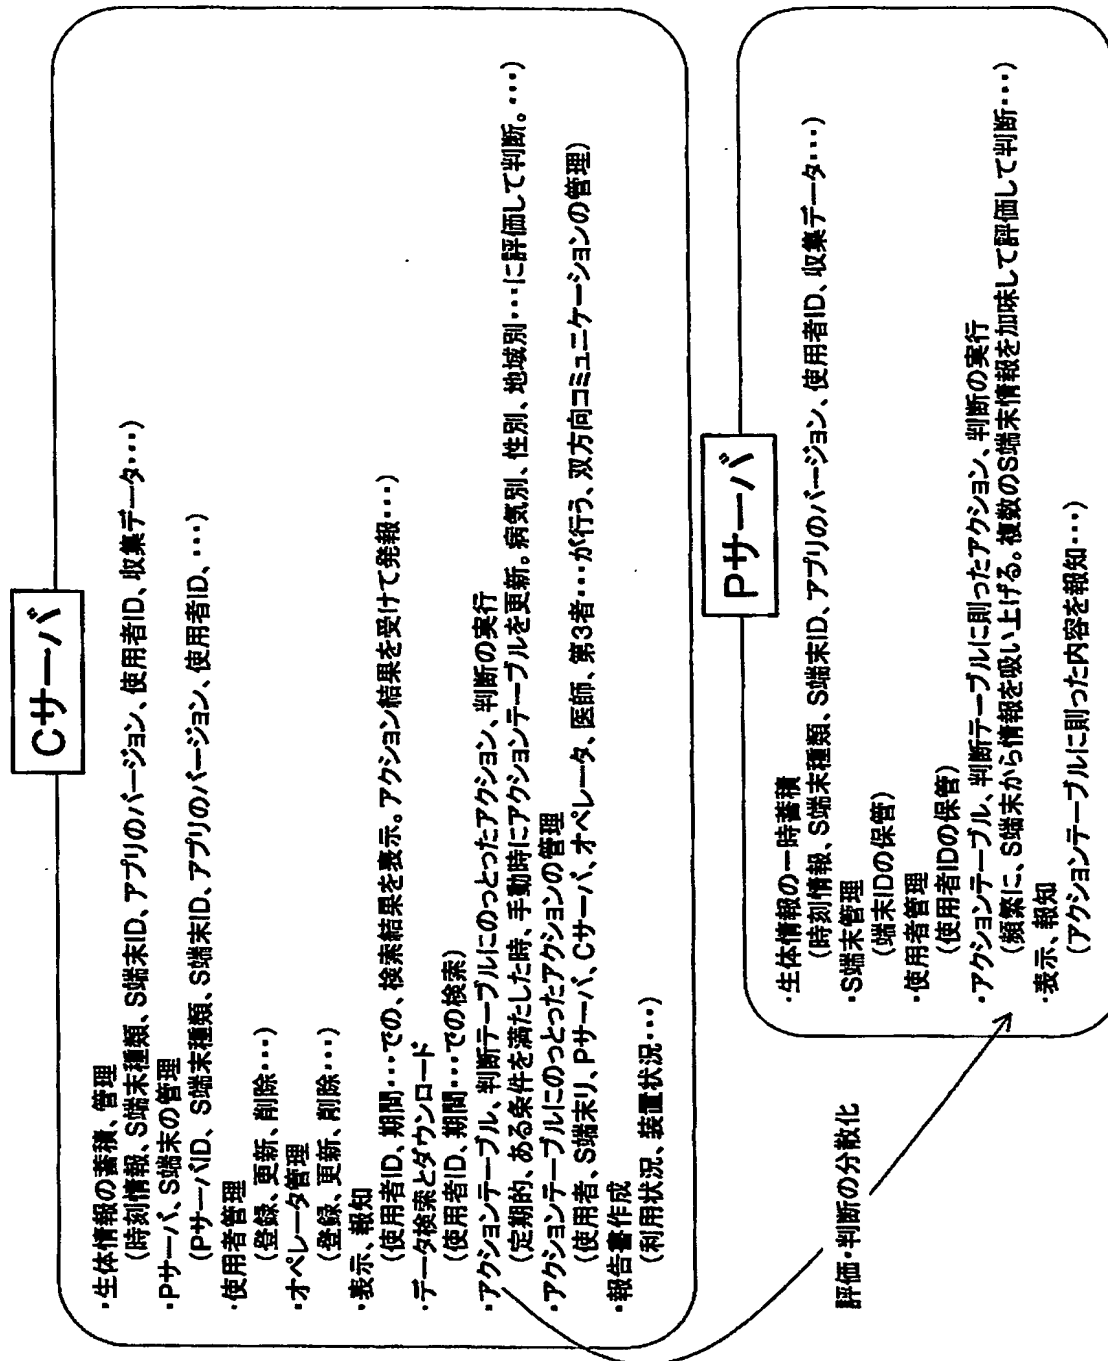 Cサーバ
・生体情報の蓄積、管理
(時刻情報、S端末種類、S端末ID、アプリのバージョン、使用者ID、収集データ・・・)
・Pサーバ、S端末の管理
(PサーバID、S端末種類、S端末ID、アプリのバージョン、使用者ID、・・・)
・使用者管理
(登録、更新、削除・・・)
・オペレータ管理
(登録、更新、削除・・・)
・表示、報知
(使用者ID、期間・・・での、検索結果を表示。アクション結果を受けて発報・・・)
・データ検索とダウンロード
(使用者ID、期間・・・での検索)
・アクションテーブル、判断テーブルにのっとったアクション、判断の実行
(定期的、ある条件を満たした時、手動時にアクションテーブルを更新。病気別、性別、地域別・・・に評価して判断。・・・)
・アクションテーブルにのっとったアクションの管理
(使用者、S端末リ、Pサーバ、Cサーバ、オペレータ、医師、第3者・・・が行う、双方向コミュニケーションの管理)
・報告書作成
(利用状況、装置状況・・・)
Pサーバ
・生体情報の一時蓄積
(時刻情報、S端末種類、S端末ID、アプリのバージョン、使用者ID、収集データ・・・)
・S端末管理
(端末IDの保管)
・使用者管理
(使用者IDの保管)
・アクションテーブル、判断テーブルに則ったアクション、判断の実行
(頻繁に、S端末から情報を吸い上げる。複数のS端末情報を加味して評価して判断・・・)
・表示、報知
(アクションテーブルに則った内容を報知・・・)
評価・判断の分散化